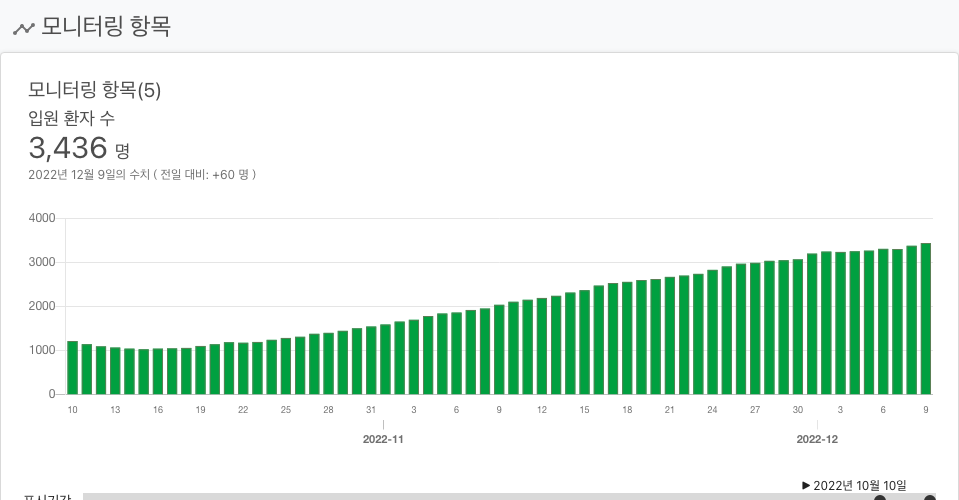 모니터링 항목
모니터링 항목(5)
입원 환자 수
3,436 명
2022년 12월 9일의 수치 ( 전일 대비: +60 명 )
4000
3000
2000
1000
0
10 13 16 19 22 25 28 31 3 6 9 12 15 18 21 24 27 30 3 6 9
2022-11 2022-12
▶ 2022년 10월 10일
표시기간